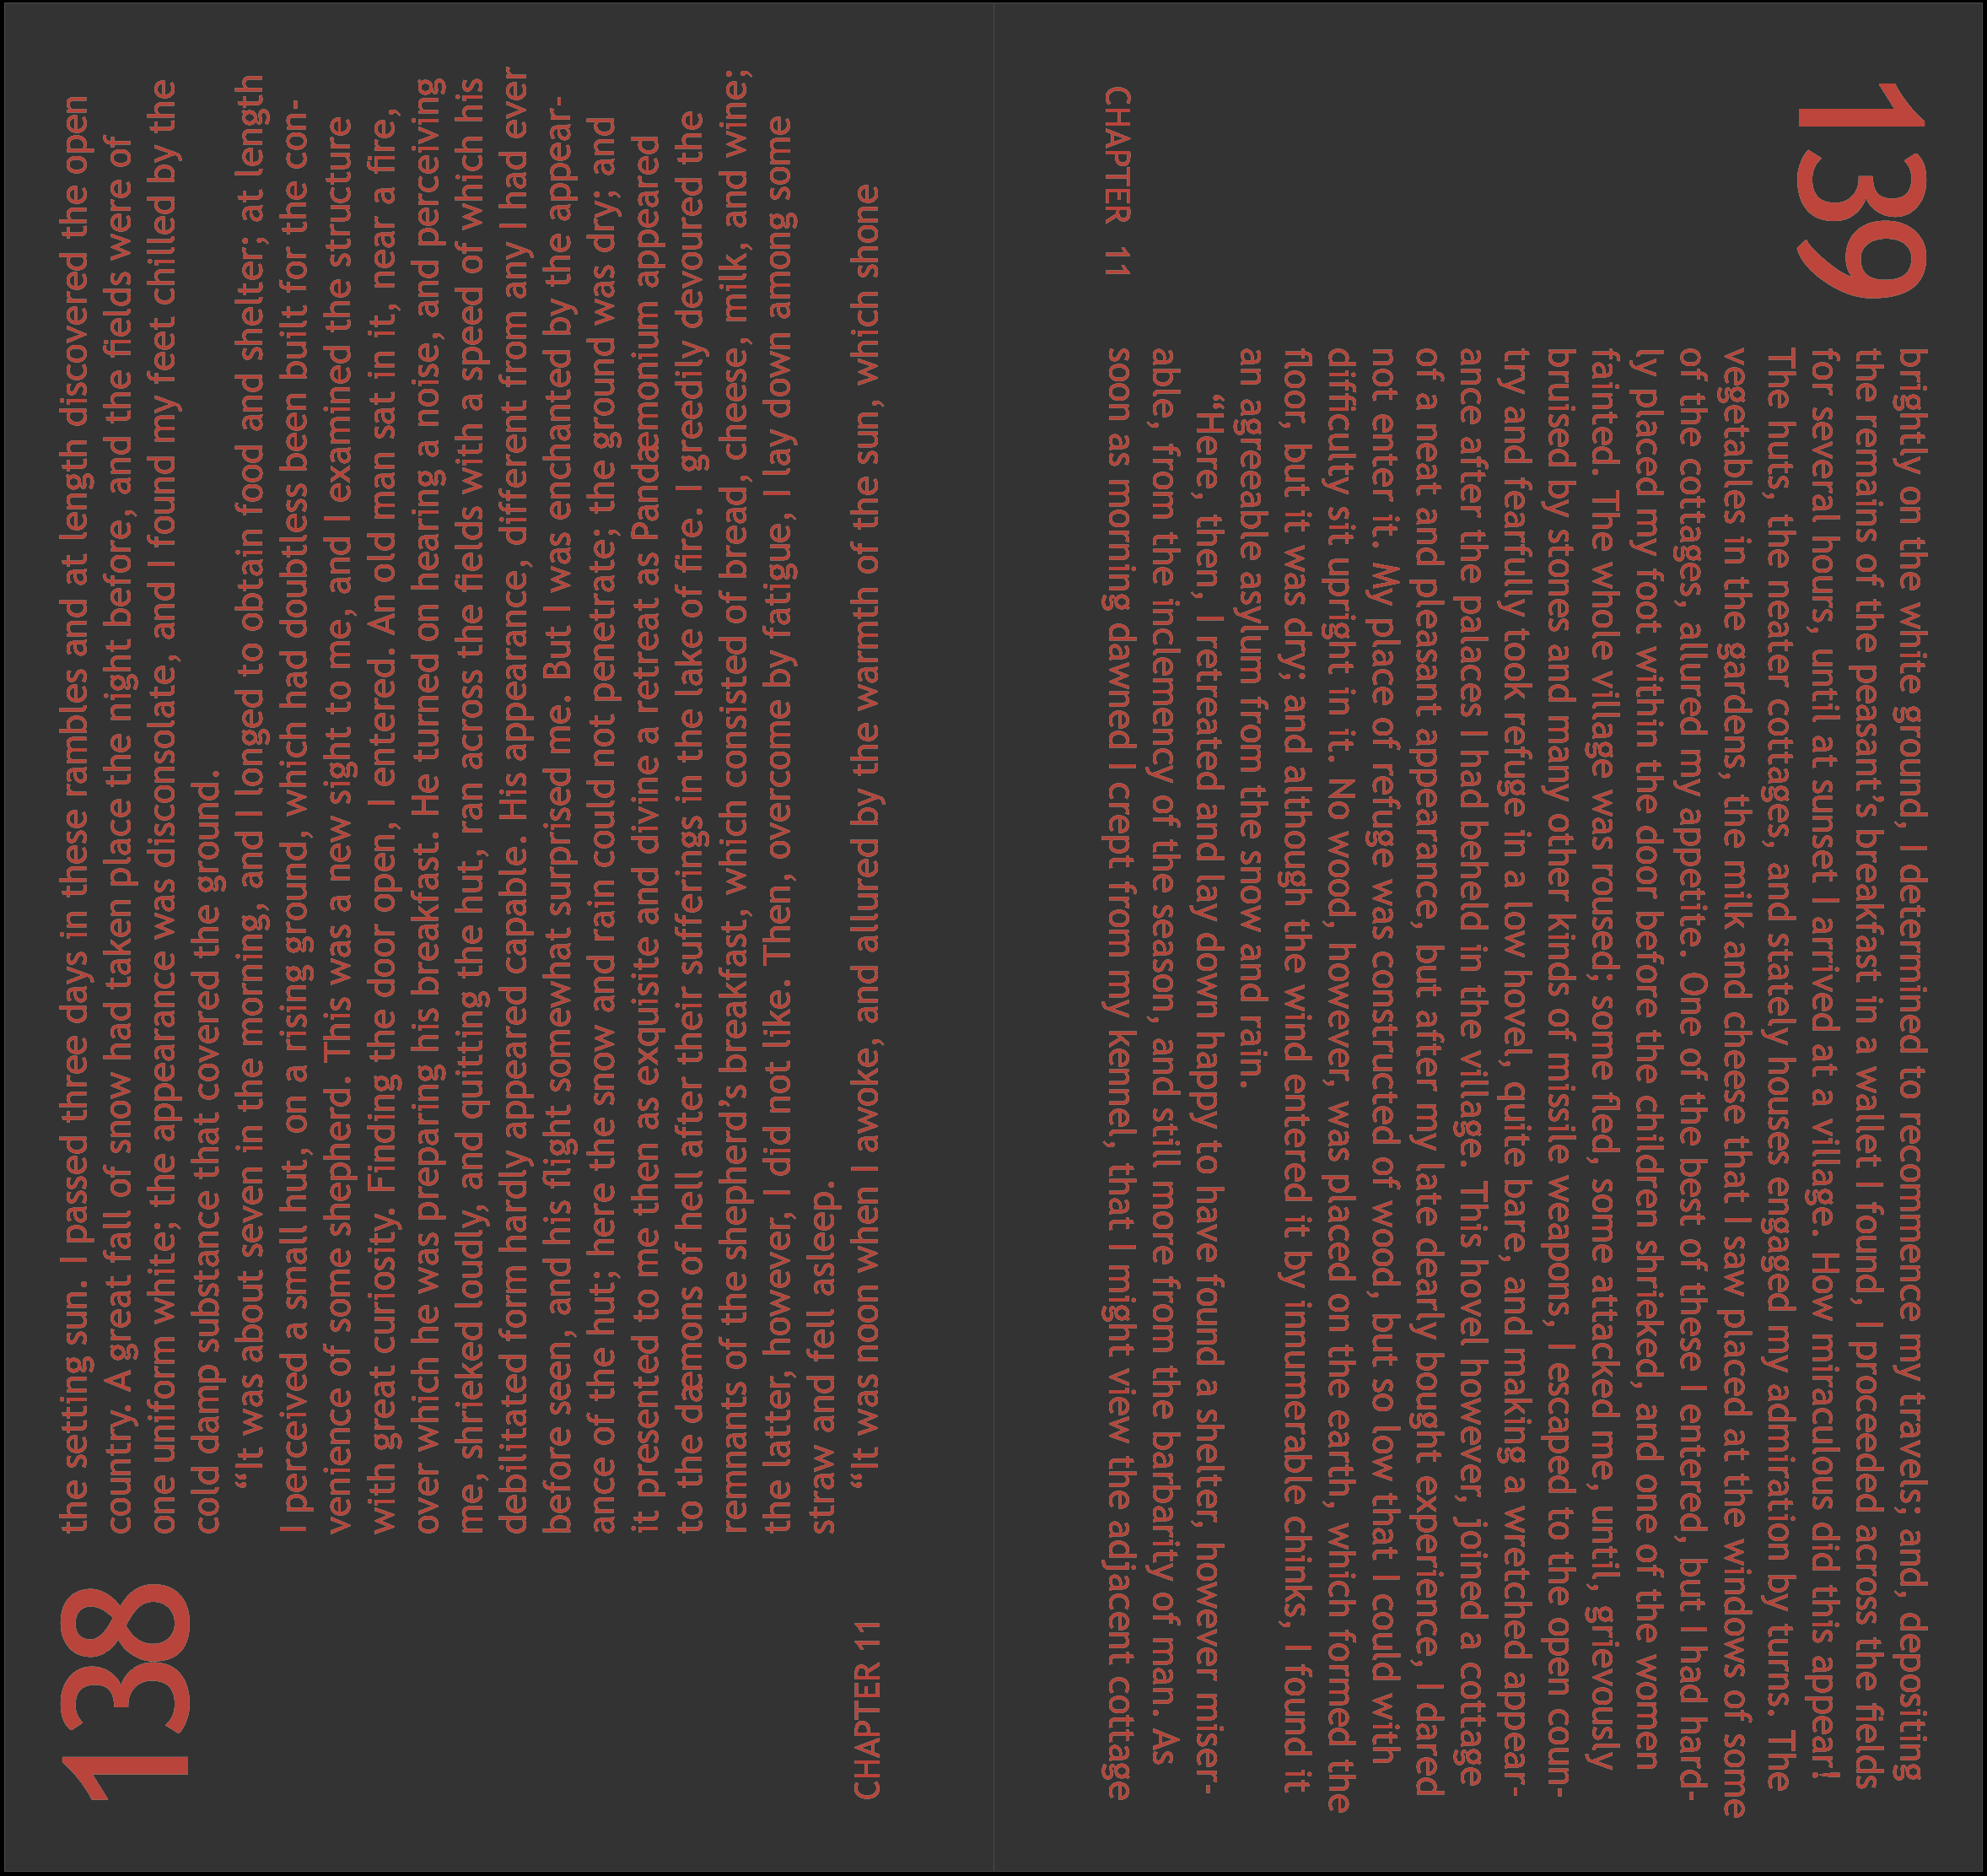 138
the setting sun. I passed three days in these rambles and at length discovered the open
country. A great fall of snow had taken place the night before, and the fields were of
one uniform white; the appearance was disconsolate, and I found my feet chilled by the
cold damp substance that covered the ground.
“It was about seven in the morning, and I longed to obtain food and shelter; at length
I perceived a small hut, on a rising ground, which had doubtless been built for the con-
venience of some shepherd. This was a new sight to me, and I examined the structure
with great curiosity. Finding the door open, I entered. An old man sat in it, near a fire,
over which he was preparing his breakfast. He turned on hearing a noise, and perceiving
me, shrieked loudly, and quitting the hut, ran across the fields with a speed of which his
debilitated form hardly appeared capable. His appearance, different from any I had ever
before seen, and his flight somewhat surprised me. But I was enchanted by the appear-
ance of the hut; here the snow and rain could not penetrate; the ground was dry; and
it presented to me then as exquisite and divine a retreat as Pandæmonium appeared
to the dæmons of hell after their sufferings in the lake of fire. I greedily devoured the
remnants of the shepherd’s breakfast, which consisted of bread, cheese, milk, and wine;
the latter, however, I did not like. Then, overcome by fatigue, I lay down among some
straw and fell asleep.
“It was noon when I awoke, and allured by the warmth of the sun, which shone
CHAPTER 11
139
brightly on the white ground, I determined to recommence my travels; and, depositing
the remains of the peasant’s breakfast in a wallet I found, I proceeded across the fields
for several hours, until at sunset I arrived at a village. How miraculous did this appear!
The huts, the neater cottages, and stately houses engaged my admiration by turns. The
vegetables in the gardens, the milk and cheese that I saw placed at the windows of some
of the cottages, allured my appetite. One of the best of these I entered, but I had hard-
ly placed my foot within the door before the children shrieked, and one of the women
fainted. The whole village was roused; some fled, some attacked me, until, grievously
bruised by stones and many other kinds of missile weapons, I escaped to the open coun-
try and fearfully took refuge in a low hovel, quite bare, and making a wretched appear-
ance after the palaces I had beheld in the village. This hovel however, joined a cottage
of a neat and pleasant appearance, but after my late dearly bought experience, I dared
not enter it. My place of refuge was constructed of wood, but so low that I could with
difficulty sit upright in it. No wood, however, was placed on the earth, which formed the
floor, but it was dry; and although the wind entered it by innumerable chinks, I found it
an agreeable asylum from the snow and rain.
“Here, then, I retreated and lay down happy to have found a shelter, however miser-
able, from the inclemency of the season, and still more from the barbarity of man. As
soon as morning dawned I crept from my kennel, that I might view the adjacent cottage
CHAPTER 11